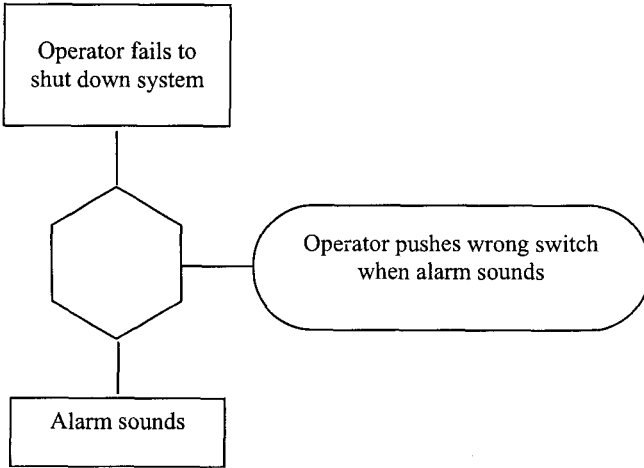 Operator fails to
shut down system
Operator pushes wrong switch
when alarm sounds
Alarm sounds